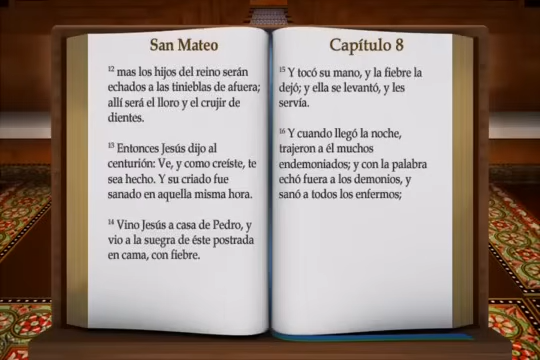 San Mateo
12 mas los hijos del reino serán
echados a las tinieblas de afuera;
allí será el lloro y el crujir de
dientes.
13 Entonces Jesús dijo al
centurión: Ve, y como creíste, te
sea hecho. Y su criado fue
sanado en aquella misma hora.
14 Vino Jesús a casa de Pedro, y
vio a la suegra de éste postrada
en cama, con fiebre.
Capítulo 8
15 Y tocó su mano, y la fiebre la
dejó; y ella se levantó, y les
servía.
16 Y cuando llegó la noche,
trajeron a él muchos
endemoniados; y con la palabra
echó fuera a los demonios, y
sanó a todos los enfermos;